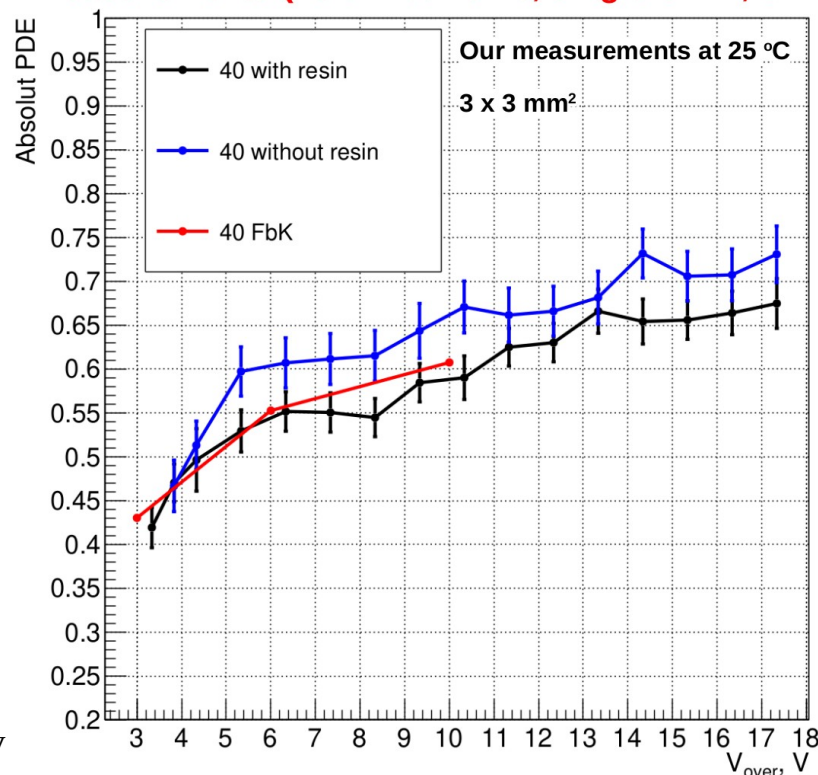 Absolut PDE
1
0.95
0.9
0.85
0.8
0.75
0.7
0.65
0.6
0.55
0.5
0.45
0.4
0.35
0.3
0.25
0.2
40 with resin
40 without resin
40 FbK
Our measurements at 25 °C
3 x 3 mm²
3 4 5 6 7 8 9 10 11 12 13 14 15 16 17 18
V_over, V